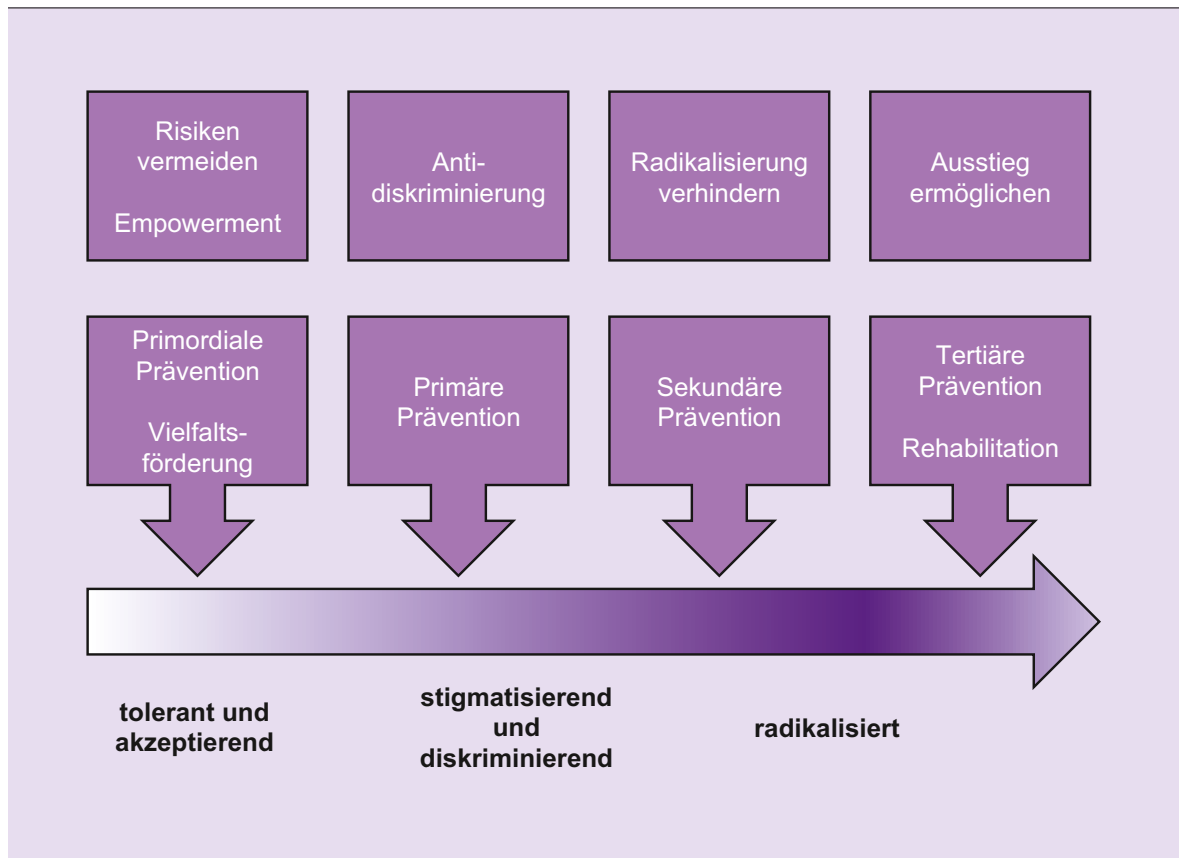 Risiken
vermeiden
Empowerment
Anti-
diskriminierung
Radikalisierung
verhindern
Ausstieg
ermöglichen
Primordiale
Prävention
Vielfalts-
förderung
Primäre
Prävention
Sekundäre
Prävention
Tertiäre
Prävention
Rehabilitation
tolerant und
akzeptierend
stigmatisierend
und
diskriminierend
radikalisiert